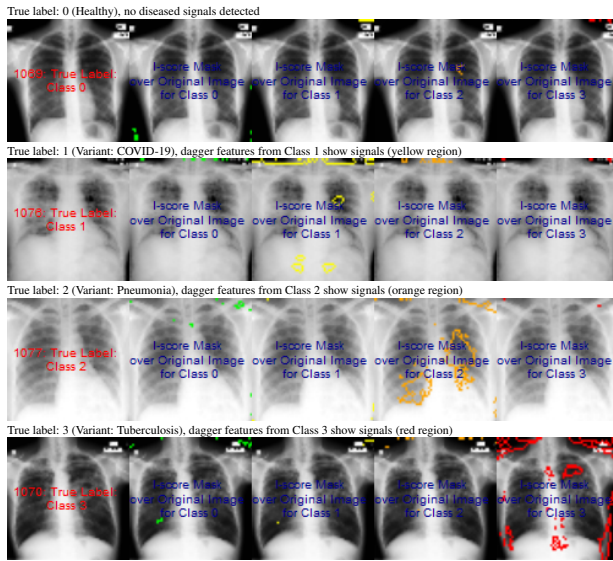 True label: 0 (Healthy), no diseased signals detected
1060: True Label:
Class 0
I-score Mask
over Original Image
for Class 0
I-score Mask
over Original Image
for Class 1
I-score Mask
over Original Image
for Class 2
I-score Mask
over Original Image
for Class 3
True label: 1 (Variant: COVID-19), dagger features from Class 1 show signals (yellow region)
1076: True Label:
Class 1
I-score Mask
over Original Image
for Class 0
I-score Mask
over Original Image
for Class 1
I-score Mask
over Original Image
for Class 2
I-score Mask
over Original Image
for Class 3
True label: 2 (Variant: Pneumonia), dagger features from Class 2 show signals (orange region)
1077: True Label:
Class 2
I-score Mask
over Original Image
for Class 0
I-score Mask
over Original Image
for Class 1
I-score Mask
over Original Image
for Class 2
I-score Mask
over Original Image
for Class 3
True label: 3 (Variant: Tuberculosis), dagger features from Class 3 show signals (red region)
1070: True Label:
Class 3
I-score Mask
over Original Image
for Class 0
I-score Mask
over Original Image
for Class 1
I-score Mask
over Original Image
for Class 2
I-score Mask
over Original Image
for Class 3